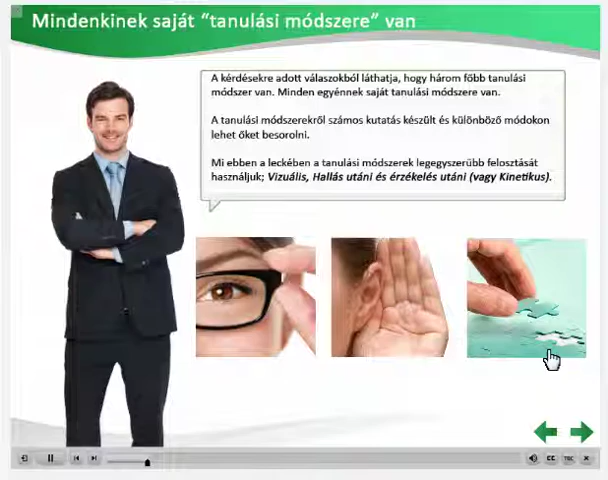 Mindenkinek saját “tanulási módszere” van
A kérdésekre adott válaszokból láthatja, hogy három főbb tanulási
módszer van. Minden egyénnek saját tanulási módszere van.
A tanulási módszerekről számos kutatás készült és különböző módokon
lehet őket besorolni.
Mi ebben a leckében a tanulási módszerek legegyszerűbb felosztását
használjuk; Vizuális, Hallás utáni és érzékelés utáni (vagy Kinetikus).
CC TBC